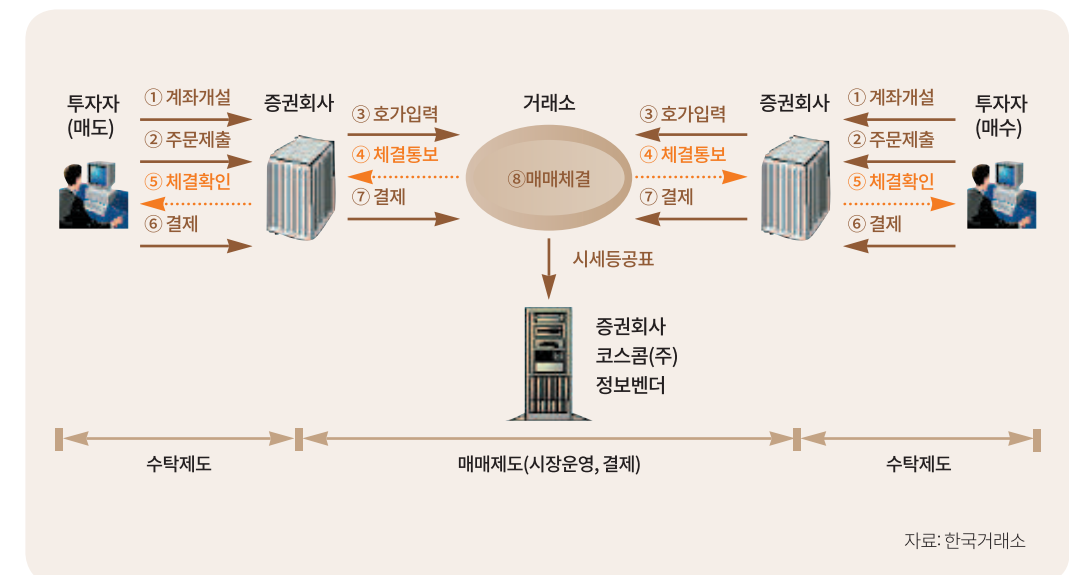 투자자
(매도)
① 계좌개설
② 주문제출
⑤ 체결확인
⑥ 결제
증권회사
③ 호가입력
④ 체결통보
⑦ 결제
거래소
⑧매매체결
③ 호가입력
④ 체결통보
⑦ 결제
증권회사
① 계좌개설
② 주문제출
⑤ 체결확인
⑥ 결제
투자자
(매수)
시세등공표
증권회사
코스콤(주)
정보벤더
수탁제도
매매제도(시장운영, 결제)
수탁제도
자료: 한국거래소